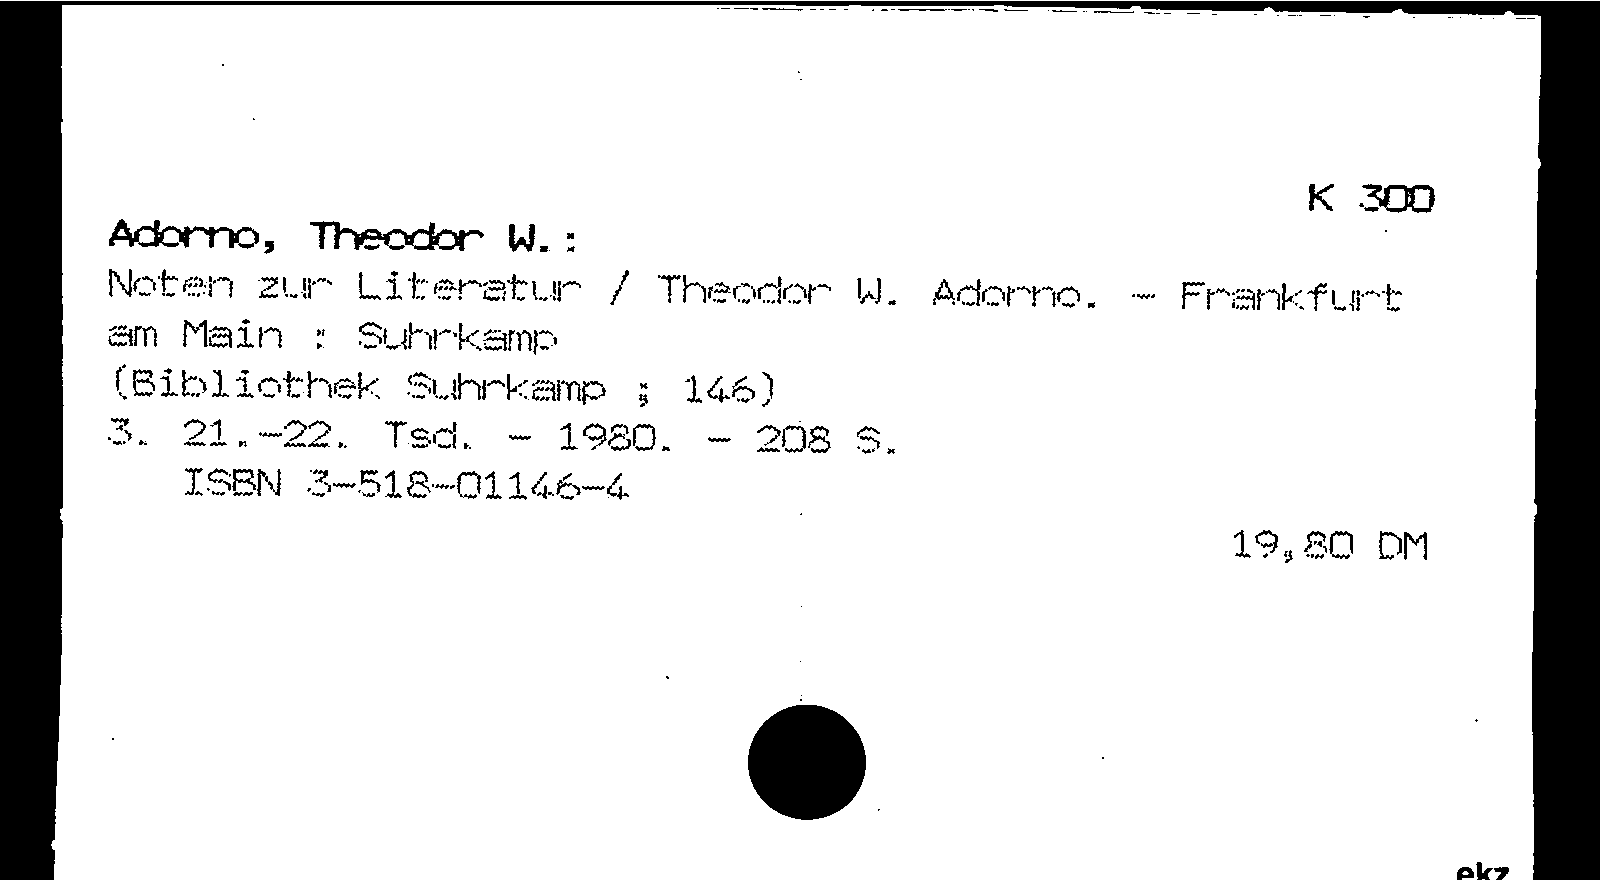 K 300
Adorno, Theodor W.:
Noten zur Literatur / Theodor W. Adorno. - Frankfurt
am Main : Suhrkamp
(Bibliothek Suhrkamp ; 146)
3. 21.-22. Tsd. - 1980. - 208 S.
ISBN 3-518-01146-4
19,80 DM
ekz